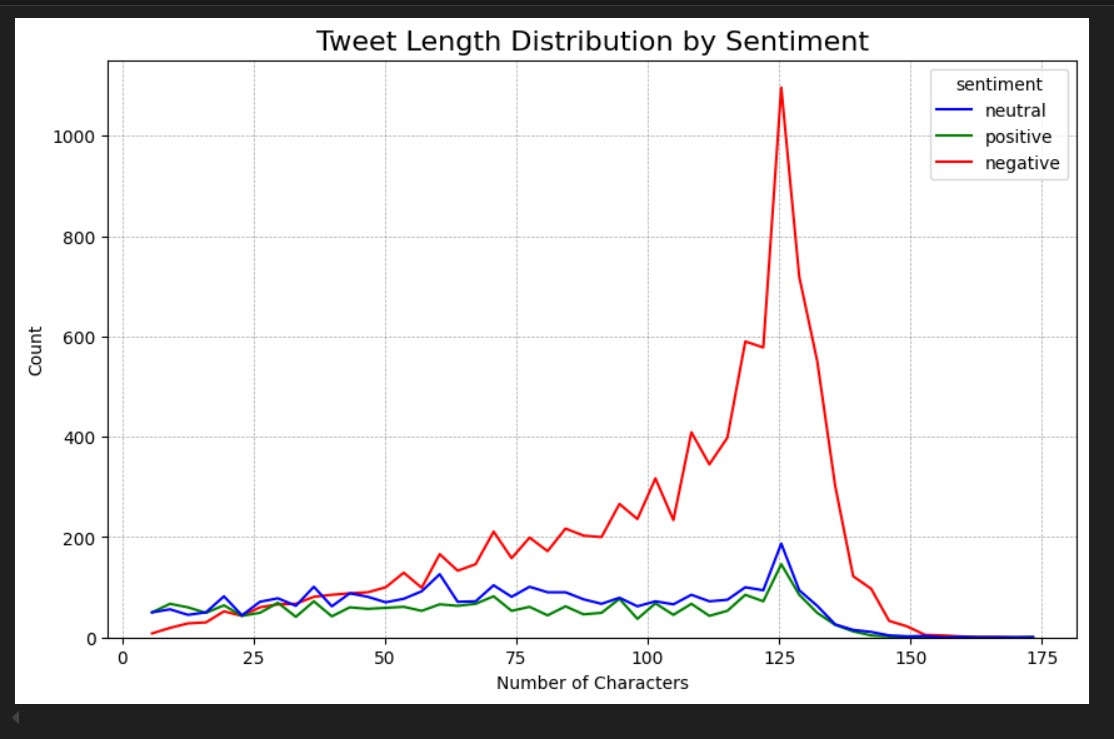 Tweet Length Distribution by Sentiment
sentiment
neutral
positive
negative
1000
800
600
400
200
0
Count
0 25 50 75 100 125 150 175
Number of Characters